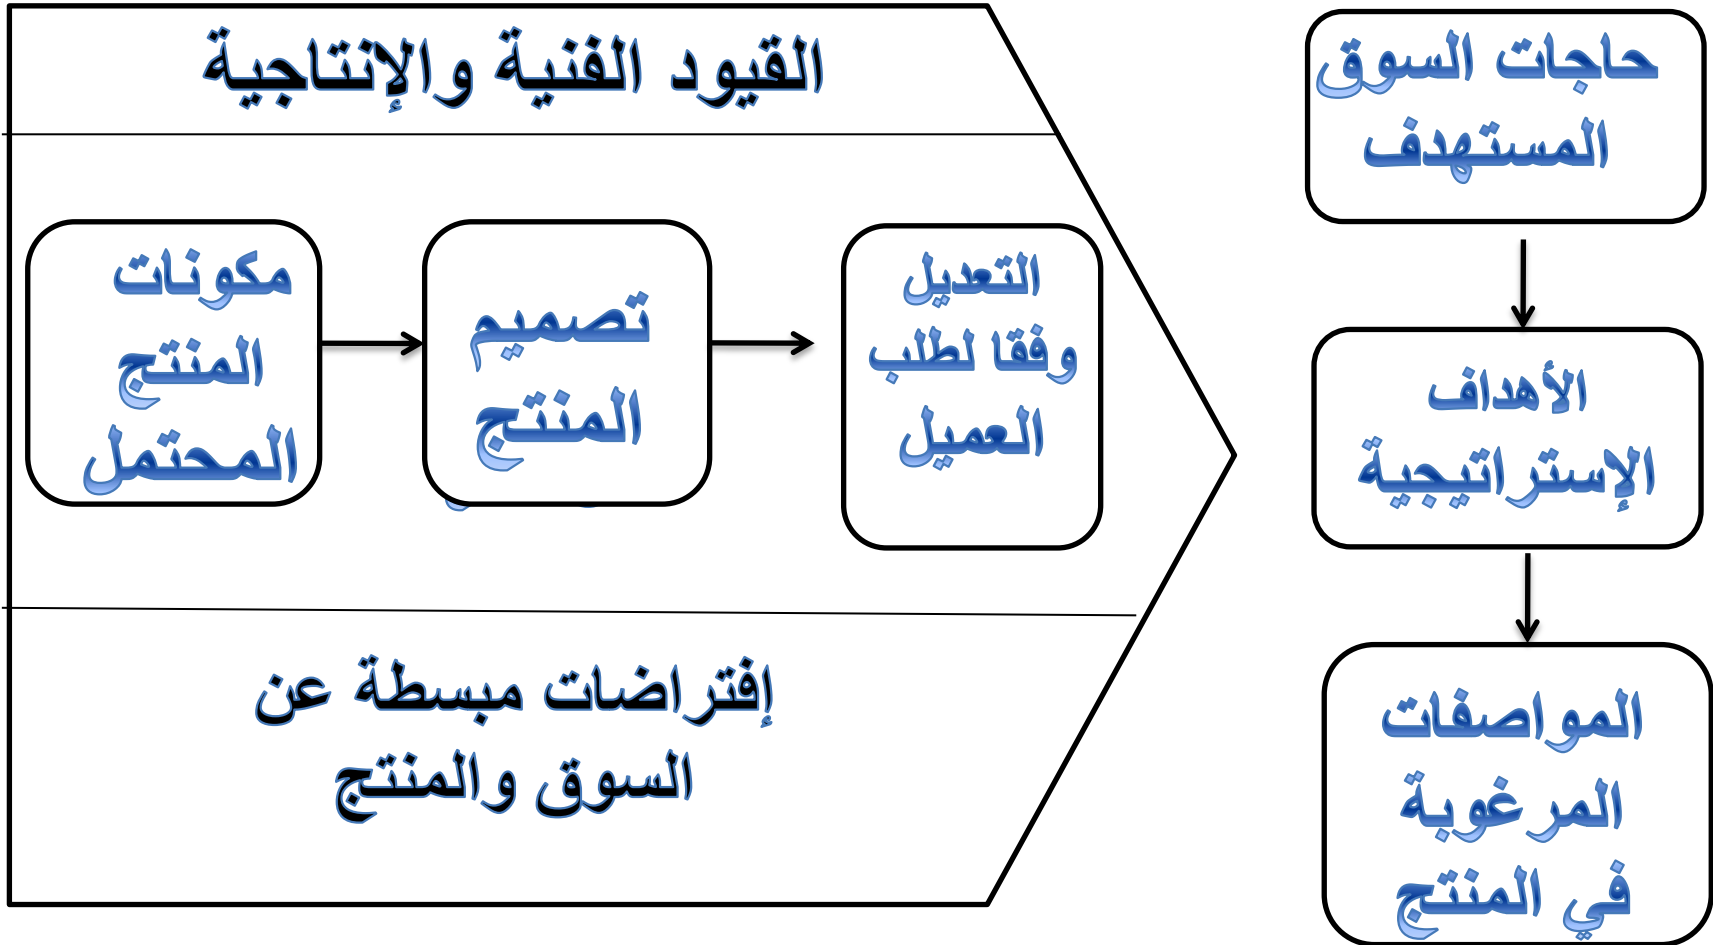 القيود الفنية والإنتاجية
حاجات السوق
المستهدف
مكونات
المنتج
المحتمل
تصميم
المنتج
التعديل
وفقا لطلب
العميل
الأهداف
الإستراتيجية
إفتراضات مبسطة عن
السوق والمنتج
المواصفات
المرغوبة
في المنتج